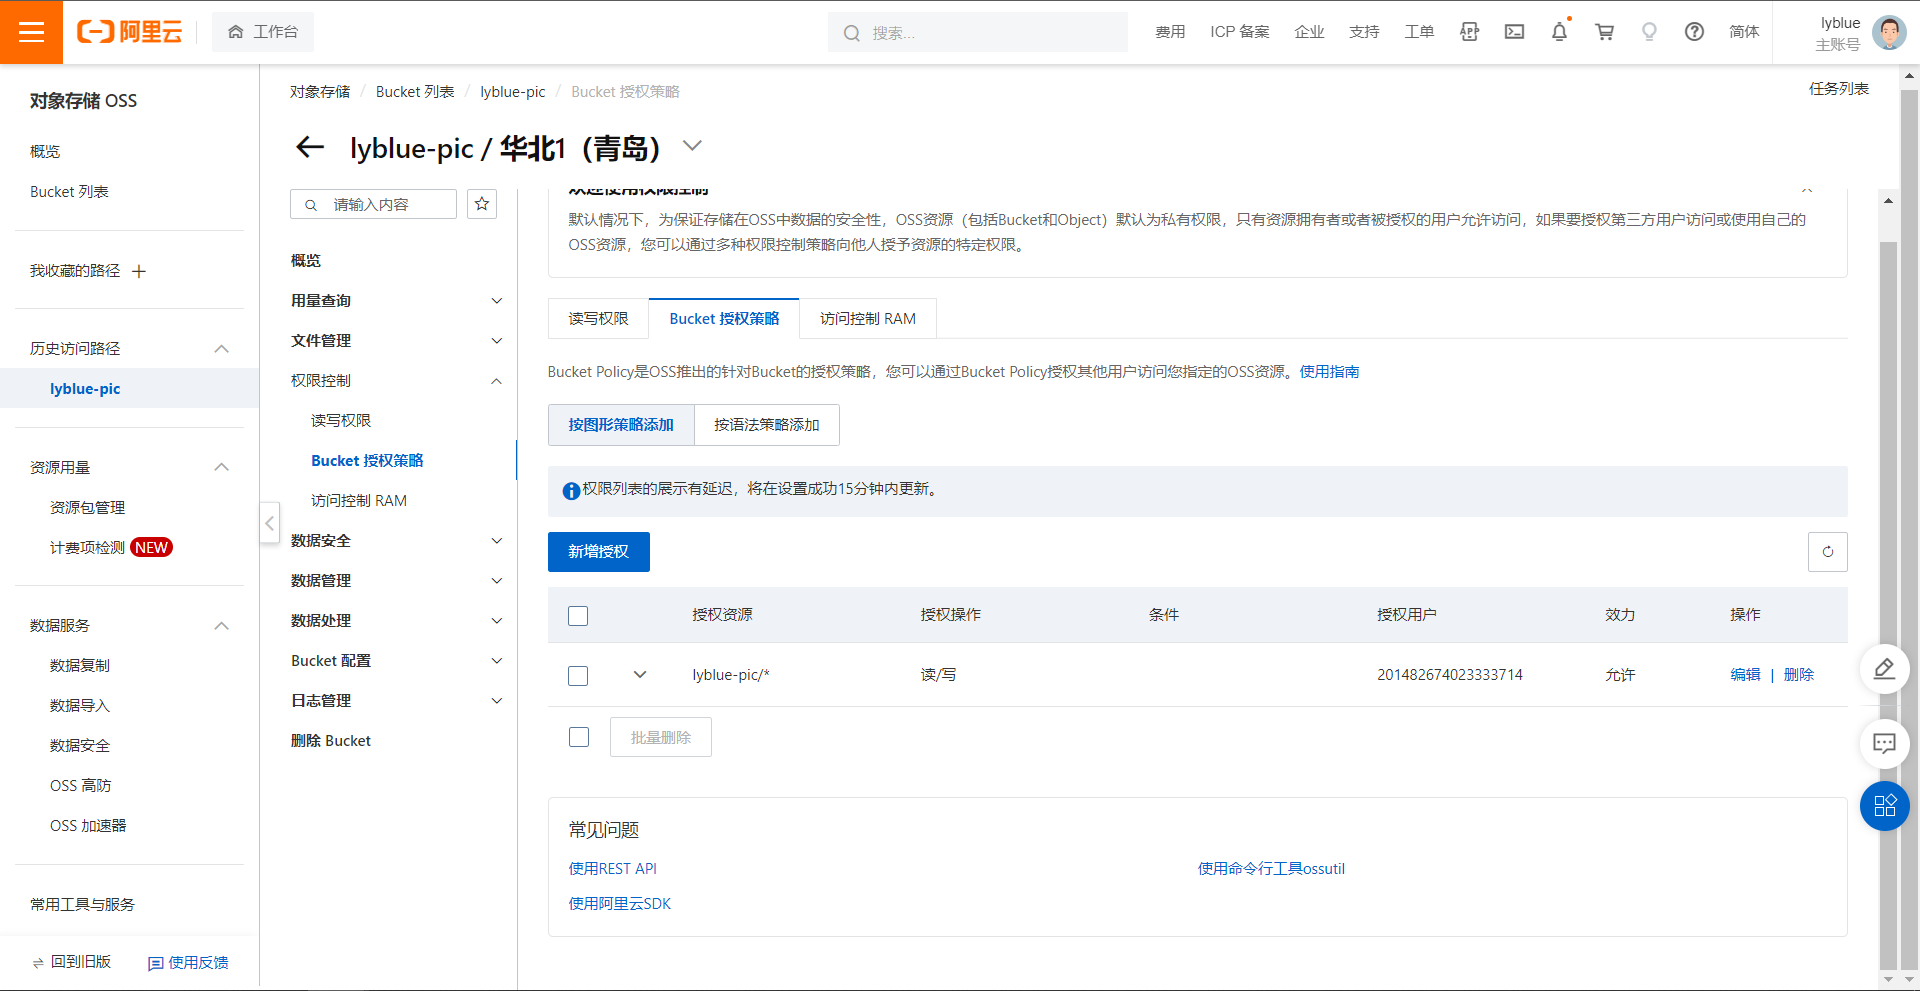 阿里云
工作台
搜索...
费用
ICP 备案
企业
支持
工单
简体
lyblue
主账号
对象存储 OSS
概览
Bucket 列表
我收藏的路径
历史访问路径
lyblue-pic
资源用量
资源包管理
计费项检测 NEW
数据服务
数据复制
数据导入
数据安全
OSS 高防
OSS 加速器
常用工具与服务
回到旧版
使用反馈
对象存储 / Bucket 列表 / lyblue-pic / Bucket 授权策略
任务列表
lyblue-pic / 华北1（青岛）
请输入内容
概览
用量查询
文件管理
权限控制
读写权限
Bucket 授权策略
访问控制 RAM
数据安全
数据管理
数据处理
Bucket 配置
日志管理
删除 Bucket
欢迎使用权限控制
默认情况下，为保证存储在OSS中数据的安全性，OSS资源（包括Bucket和Object）默认为私有权限，只有资源拥有者或者被授权的用户允许访问，如果要授权第三方用户访问或使用自己的
OSS资源，您可以通过多种权限控制策略向他人授予资源的特定权限。
读写权限
Bucket 授权策略
访问控制 RAM
Bucket Policy是OSS推出的针对Bucket的授权策略，您可以通过Bucket Policy授权其他用户访问您指定的OSS资源。使用指南
按图形策略添加
按语法策略添加
权限列表的展示有延迟，将在设置成功15分钟内更新。
新增授权
授权资源 授权操作 条件 授权用户 效力 操作
lyblue-pic/* 读/写 201482674023333714 允许 编辑 | 删除
批量删除
常见问题
使用REST API
使用命令行工具ossutil
使用阿里云SDK